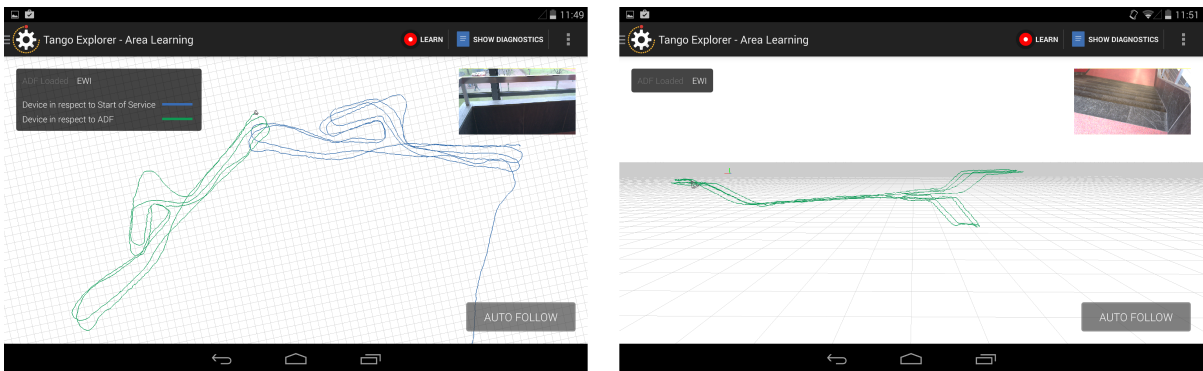 11:49
Tango Explorer - Area Learning
LEARN
SHOW DIAGNOSTICS
ADF Loaded EWI
Device in respect to Start of Service
Device in respect to ADF
AUTO FOLLOW
11:51
Tango Explorer - Area Learning
LEARN
SHOW DIAGNOSTICS
ADF Loaded EWI
AUTO FOLLOW